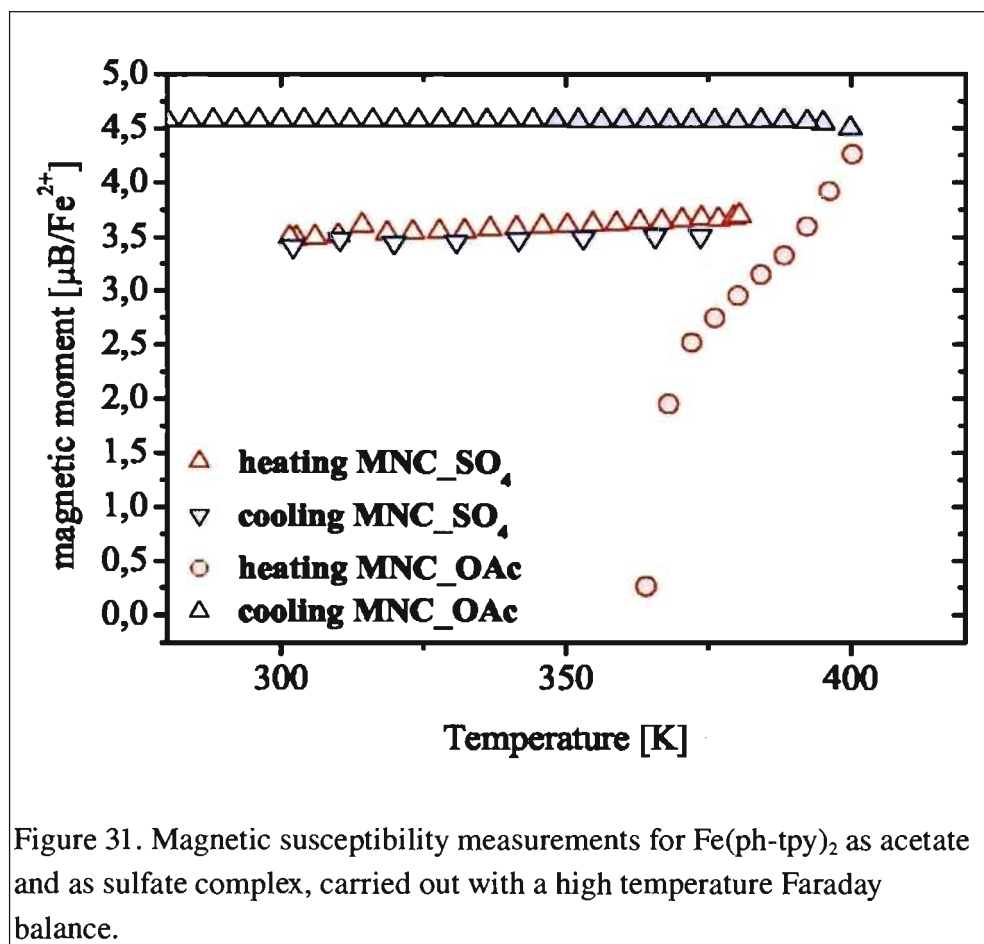 5,0
4,5
4,0
3,5
3,0
2,5
2,0
1,5
1,0
0,5
0,0
magnetic moment [µB/Fe²⁺]
heating MNC_SO₄
cooling MNC_SO₄
heating MNC_OAc
cooling MNC_OAc
300
350
400
Temperature [K]
Figure 31. Magnetic susceptibility measurements for Fe(ph-tpy)₂ as acetate
and as sulfate complex, carried out with a high temperature Faraday
balance.